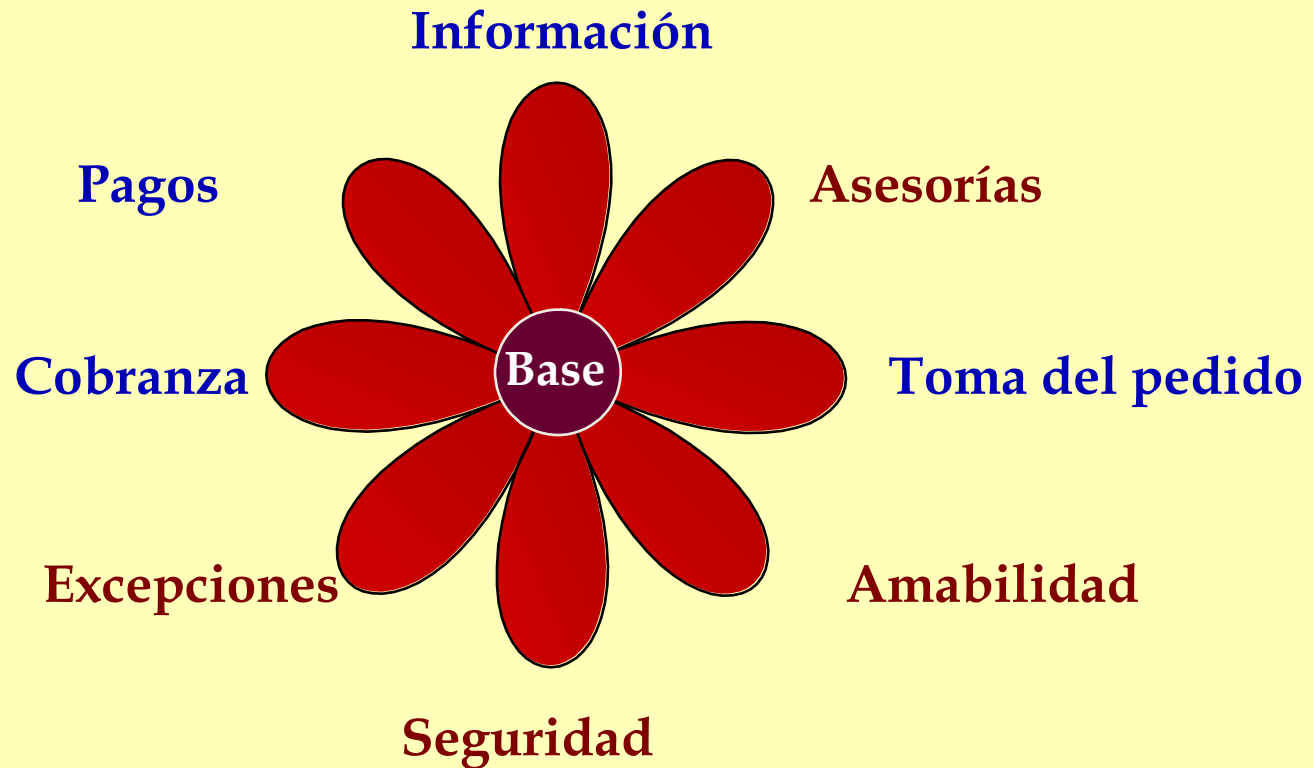 Información
Pagos
Asesorías
Cobranza
Base
Toma del pedido
Excepciones
Amabilidad
Seguridad